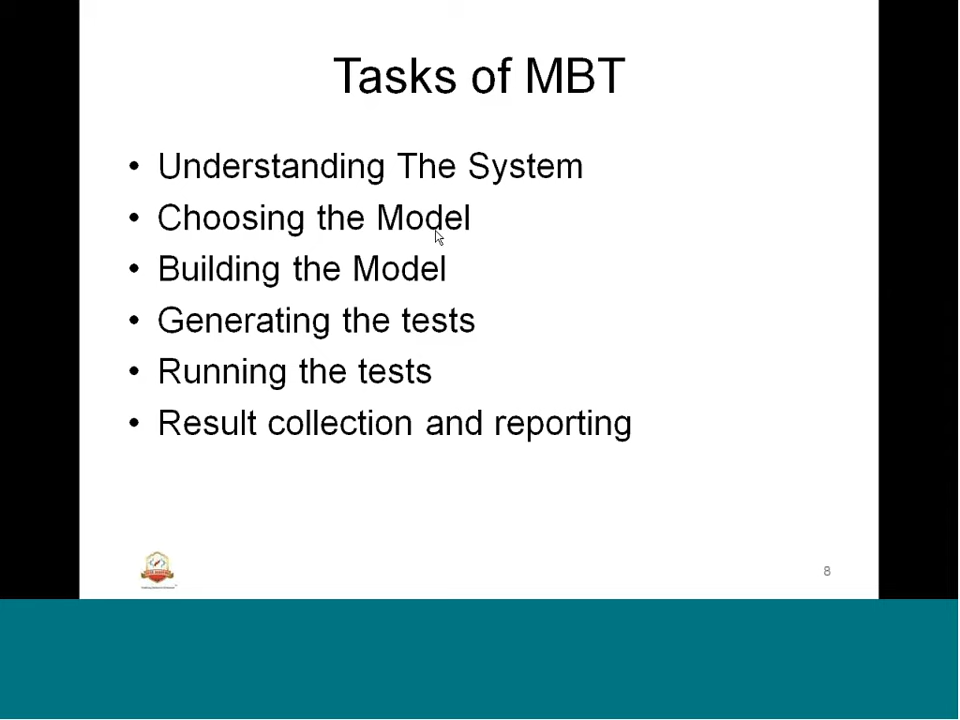 Tasks of MBT
• Understanding The System
• Choosing the Model
• Building the Model
• Generating the tests
• Running the tests
• Result collection and reporting
8